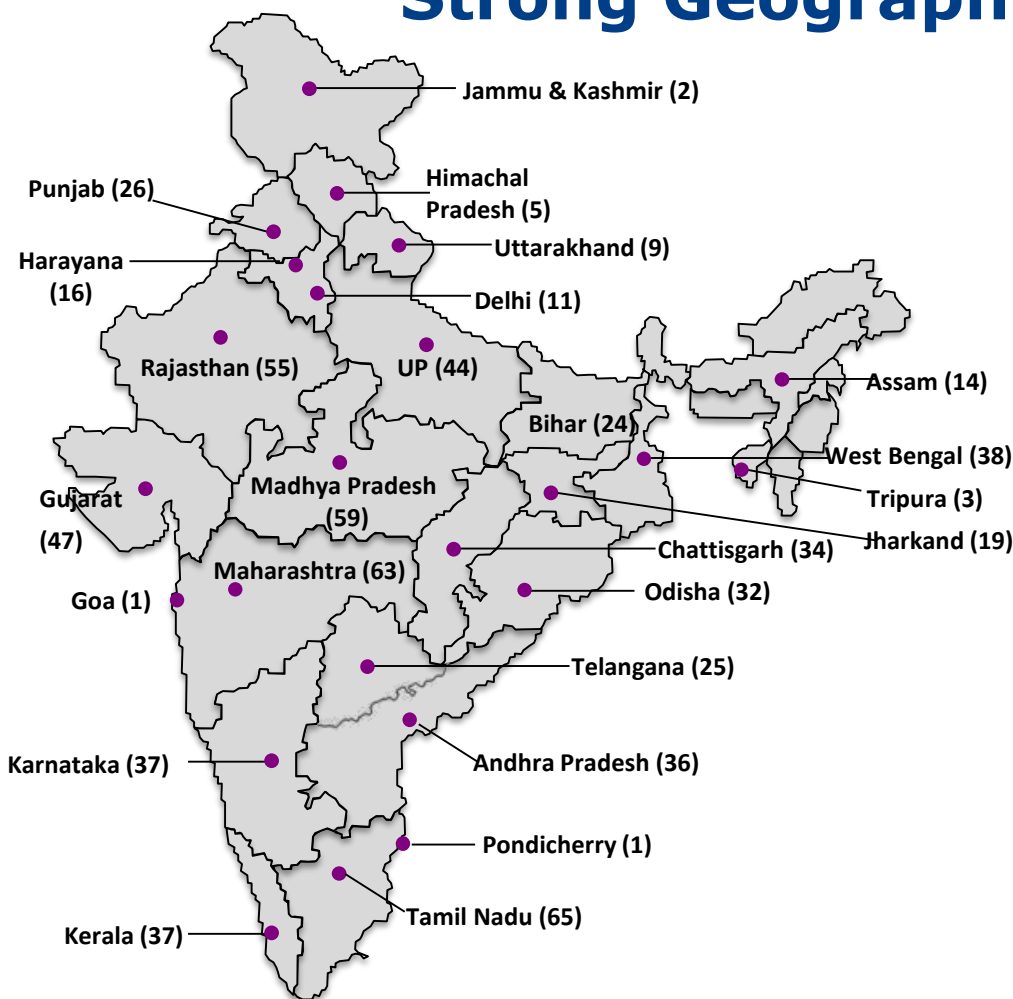 Strong Geograph
Jammu & Kashmir (2)
Himachal
Pradesh (5)
Punjab (26)
Uttarakhand (9)
Harayana
(16)
Delhi (11)
Rajasthan (55)
UP (44)
Assam (14)
Bihar (24)
West Bengal (38)
Madhya Pradesh
(59)
Gujarat
(47)
Tripura (3)
Jharkand (19)
Chattisgarh (34)
Maharashtra (63)
Odisha (32)
Goa (1)
Telangana (25)
Karnataka (37)
Andhra Pradesh (36)
Pondicherry (1)
Tamil Nadu (65)
Kerala (37)